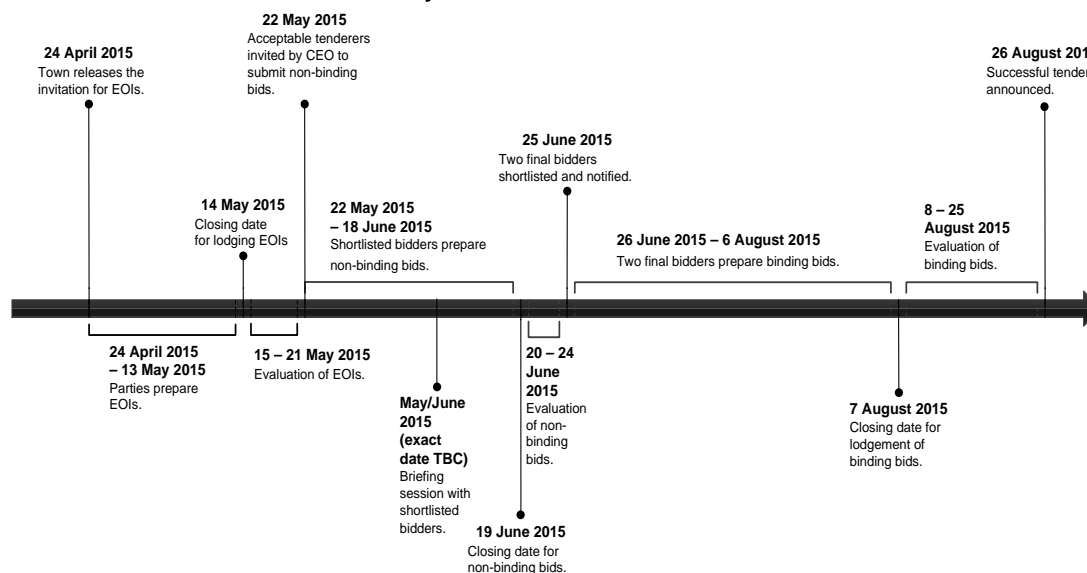 22 May 2015
Acceptable tenderers
invited by CEO to
submit non-binding
bids.
24 April 2015
Town releases the
invitation for EOIs.
26 August 201
Successful tender
announced.
25 June 2015
Two final bidders
shortlisted and notified.
14 May 2015
Closing date
for lodging EOIs
22 May 2015
– 18 June 2015
Shortlisted bidders prepare
non-binding bids.
26 June 2015 – 6 August 2015
Two final bidders prepare binding bids.
8 – 25
August 2015
Evaluation of
binding bids.
24 April 2015
– 13 May 2015
Parties prepare
EOIs.
15 – 21 May 2015
Evaluation of EOIs.
May/June
2015
(exact
date TBC)
Briefing
session with
shortlisted
bidders.
20 – 24
June
2015
Evaluation
of non-
binding
bids.
19 June 2015
Closing date for
non-binding bids.
7 August 2015
Closing date for
lodgement of
binding bids.